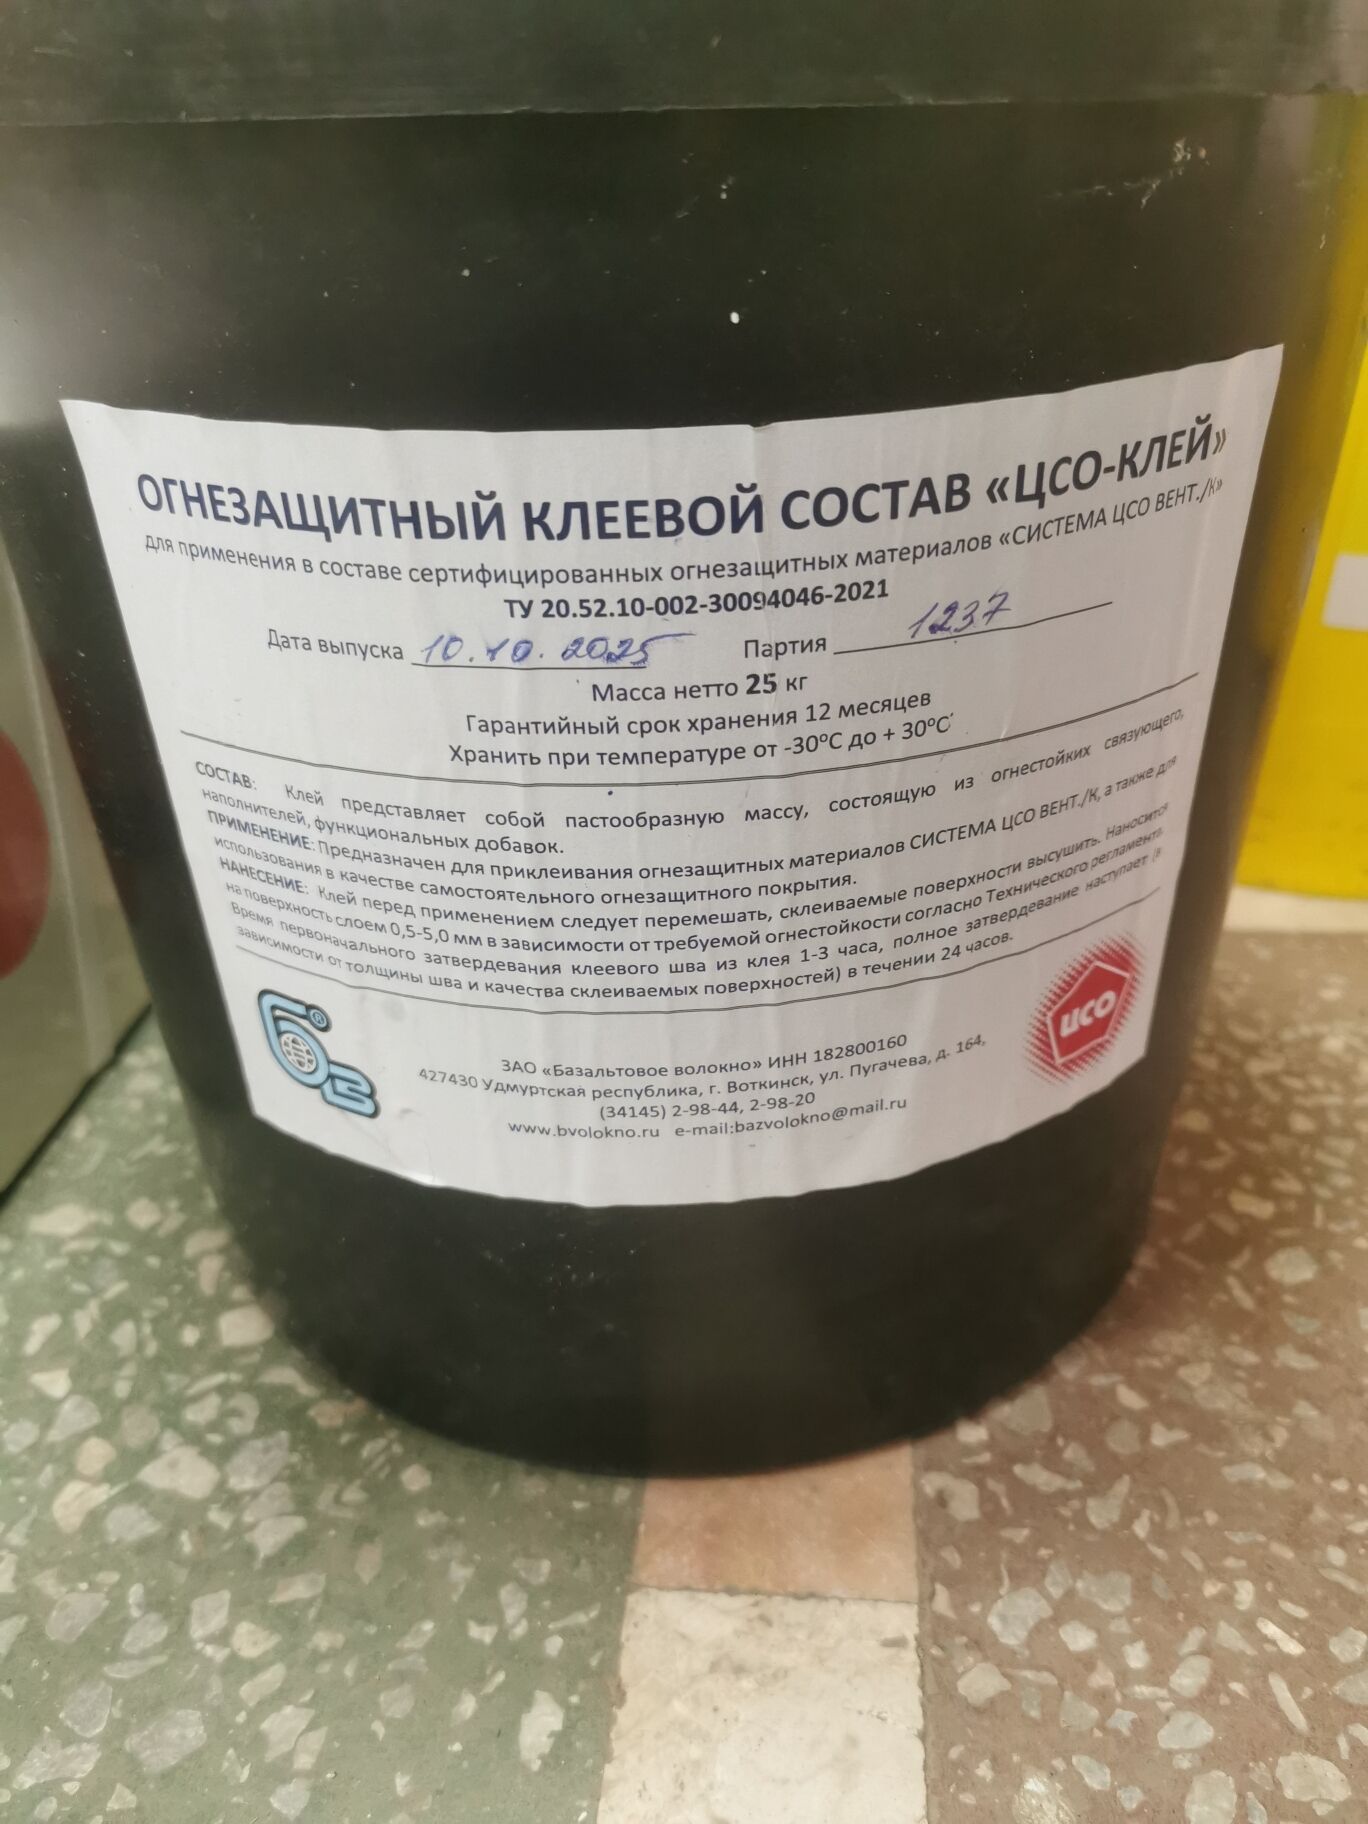 ОГНЕЗАЩИТНЫЙ КЛЕЕВОЙ СОСТАВ «ЦСО-КЛЕЙ»
для применения в составе сертифицированных огнезащитных материалов «СИСТЕМА ЦСО ВЕНТ./К»
ТУ 20.52.10-002-30094046-2021
Дата выпуска 10.10.2025 Партия 1237
Масса нетто 25 кг
Гарантийный срок хранения 12 месяцев
Хранить при температуре от -30°С до + 30°С
СОСТАВ: Клей представляет собой пастообразную массу, состоящую из огнестойких связующего,
наполнителей, функциональных добавок.
ПРИМЕНЕНИЕ: Предназначен для приклеивания огнезащитных материалов СИСТЕМА ЦСО ВЕНТ./К, а также для
использования в качестве самостоятельного огнезащитного покрытия.
НАНЕСЕНИЕ: Клей перед применением следует перемешать, склеиваемые поверхности высушить. Наносится
на поверхность слоем 0,5-5,0 мм в зависимости от требуемой огнестойкости согласно Технического регламента.
Время первоначального затвердевания клеевого шва из клея 1-3 часа, полное затвердевание наступает (в
зависимости от толщины шва и качества склеиваемых поверхностей) в течении 24 часов.
бв®
ЦСО
ЗАО «Базальтовое волокно» ИНН 182800160
427430 Удмуртская республика, г. Воткинск, ул. Пугачева, д. 164,
(34145) 2-98-44, 2-98-20
www.bvolokno.ru e-mail:bazvolokno@mail.ru